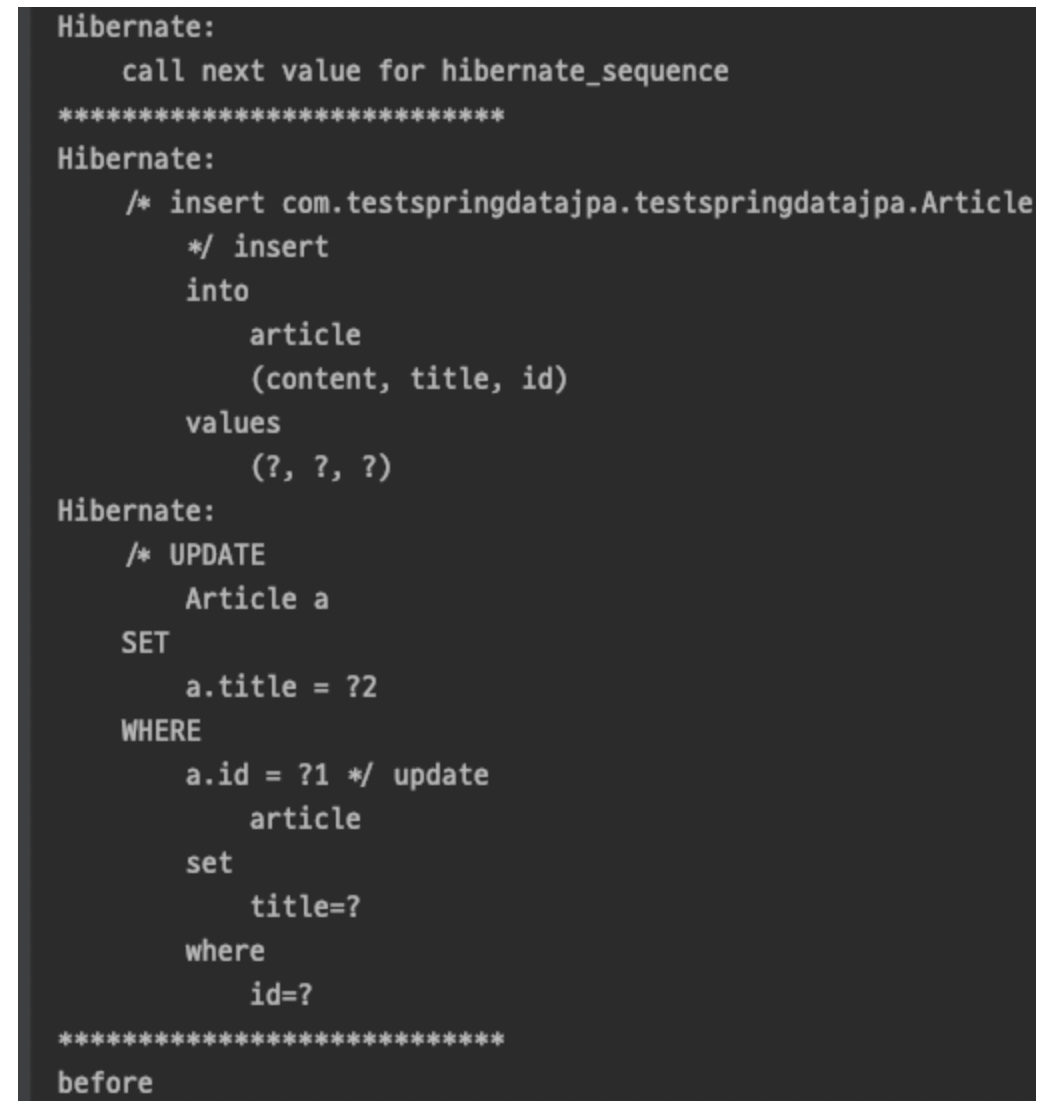 Hibernate:
    call next value for hibernate_sequence
****************************
Hibernate:
    /* insert com.testspringdatajpa.testspringdatajpa.Article
        */ insert
        into
            article
            (content, title, id)
        values
            (?, ?, ?)
Hibernate:
    /* UPDATE
        Article a
    SET
        a.title = ?2
    WHERE
        a.id = ?1 */ update
            article
        set
            title=?
        where
            id=?
****************************
before